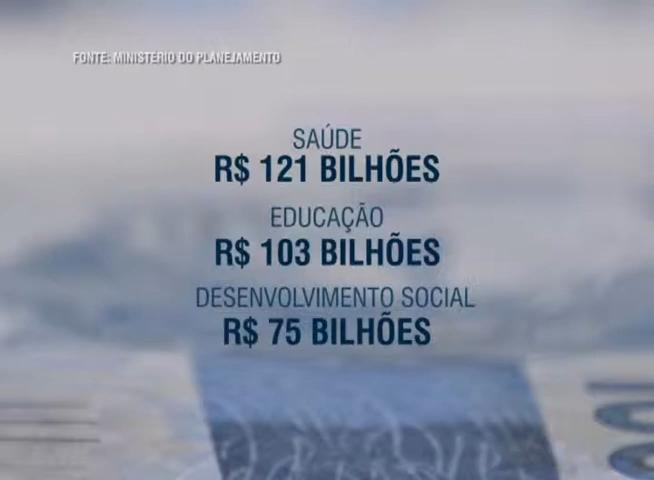 FONTE: MINISTÉRIO DO PLANEJAMENTO
SAÚDE
R$ 121 BILHÕES
EDUCAÇÃO
R$ 103 BILHÕES
DESENVOLVIMENTO SOCIAL
R$ 75 BILHÕES